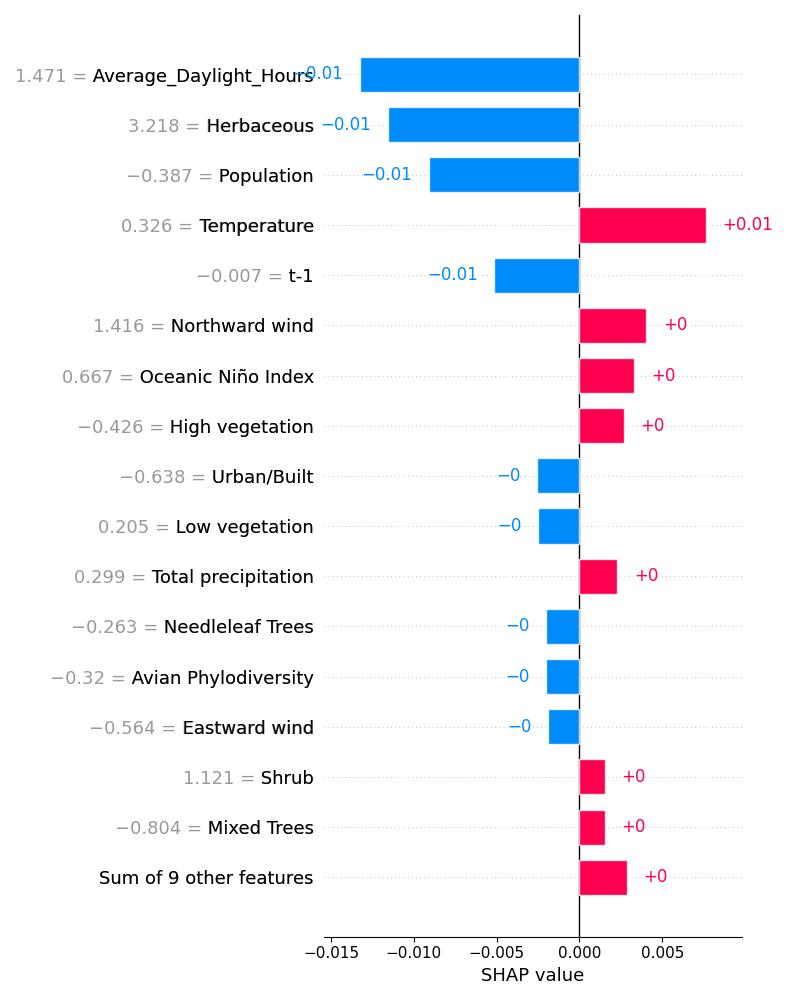 1.471 = Average_Daylight_Hours −0.01
3.218 = Herbaceous −0.01
−0.387 = Population −0.01
0.326 = Temperature +0.01
−0.007 = t-1 −0.01
1.416 = Northward wind +0
0.667 = Oceanic Niño Index +0
−0.426 = High vegetation +0
−0.638 = Urban/Built −0
0.205 = Low vegetation −0
0.299 = Total precipitation +0
−0.263 = Needleleaf Trees −0
−0.32 = Avian Phylodiversity −0
−0.564 = Eastward wind −0
1.121 = Shrub +0
−0.804 = Mixed Trees +0
Sum of 9 other features +0
−0.015 −0.010 −0.005 0.000 0.005
SHAP value